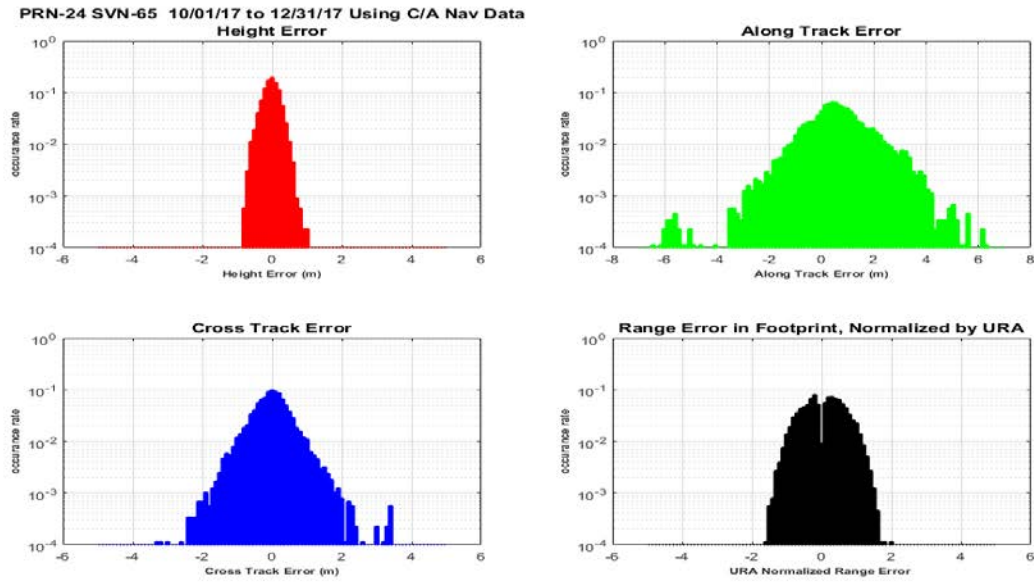 PRN-24 SVN-65 10/01/17 to 12/31/17 Using C/A Nav Data
Height Error
10^0
10^-1
10^-2
10^-3
10^-4
occurance rate
-6 -4 -2 0 2 4 6
Height Error (m)
Along Track Error
10^0
10^-1
10^-2
10^-3
10^-4
occurance rate
-8 -6 -4 -2 0 2 4 6 8
Along Track Error (m)
Cross Track Error
10^0
10^-1
10^-2
10^-3
10^-4
occurance rate
-6 -4 -2 0 2 4 6
Cross Track Error (m)
Range Error in Footprint, Normalized by URA
10^0
10^-1
10^-2
10^-3
10^-4
occurance rate
-6 -4 -2 0 2 4 6
URA Normalized Range Error